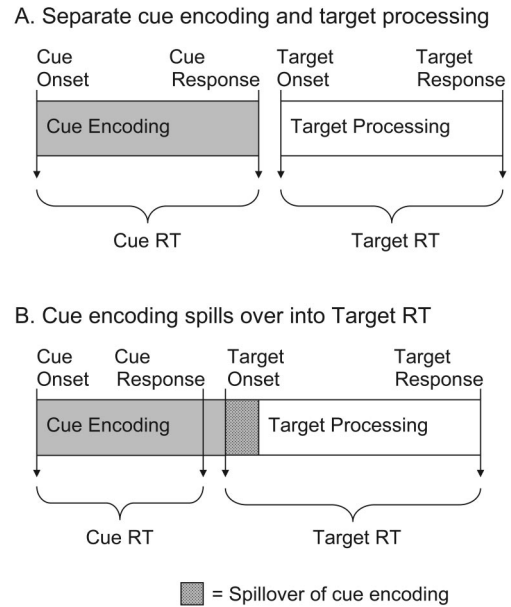 A. Separate cue encoding and target processing
Cue Onset
Cue Response
Target Onset
Target Response
Cue Encoding
Target Processing
Cue RT
Target RT
B. Cue encoding spills over into Target RT
Cue Onset
Cue Response
Target Onset
Target Response
Cue Encoding
Target Processing
Cue RT
Target RT
= Spillover of cue encoding